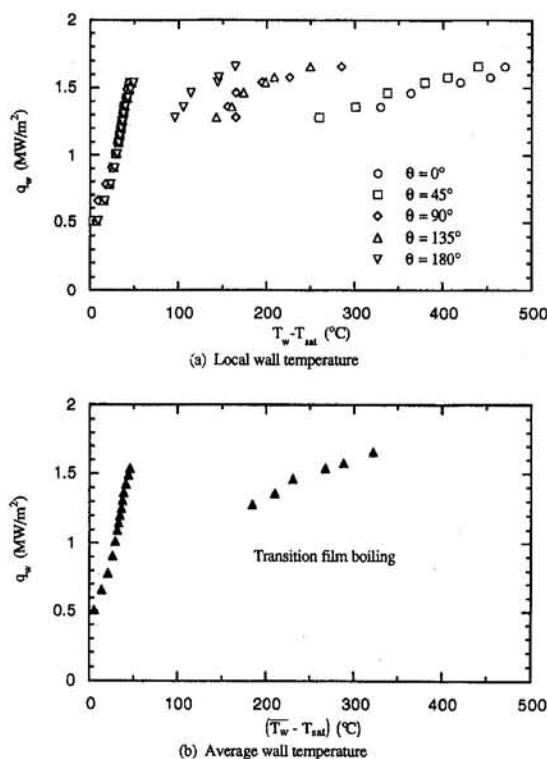 2
1.5
1
0.5
0
q_w (MW/m²)
θ = 0°
θ = 45°
θ = 90°
θ = 135°
θ = 180°
0 100 200 300 400 500
T_w-T_sat (°C)
(a) Local wall temperature
2
1.5
1
0.5
0
q_w (MW/m²)
Transition film boiling
0 100 200 300 400 500
(T̅_w̅ - T_sat) (°C)
(b) Average wall temperature